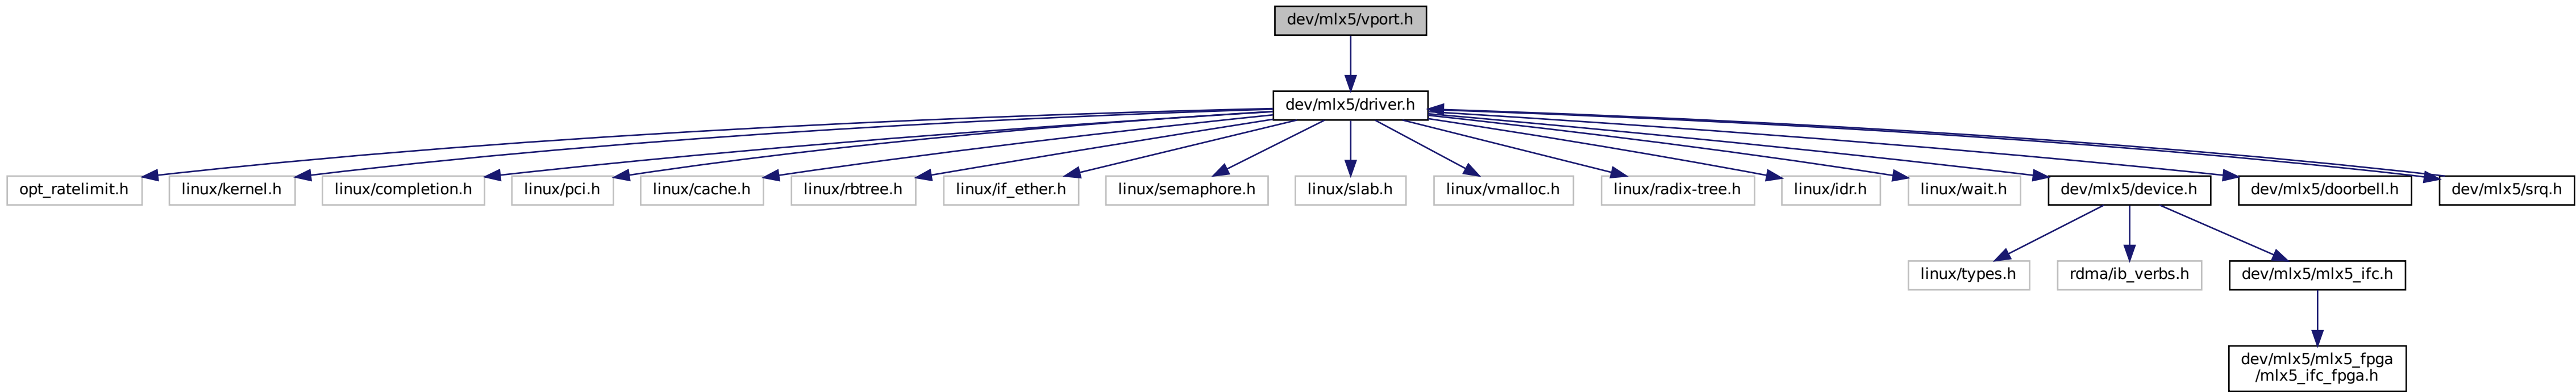 dev/mlx5/vport.h
dev/mlx5/driver.h
opt_ratelimit.h
linux/kernel.h
linux/completion.h
linux/pci.h
linux/cache.h
linux/rbtree.h
linux/if_ether.h
linux/semaphore.h
linux/slab.h
linux/vmalloc.h
linux/radix-tree.h
linux/idr.h
linux/wait.h
dev/mlx5/device.h
dev/mlx5/doorbell.h
dev/mlx5/srq.h
linux/types.h
rdma/ib_verbs.h
dev/mlx5/mlx5_ifc.h
dev/mlx5/mlx5_fpga
/mlx5_ifc_fpga.h